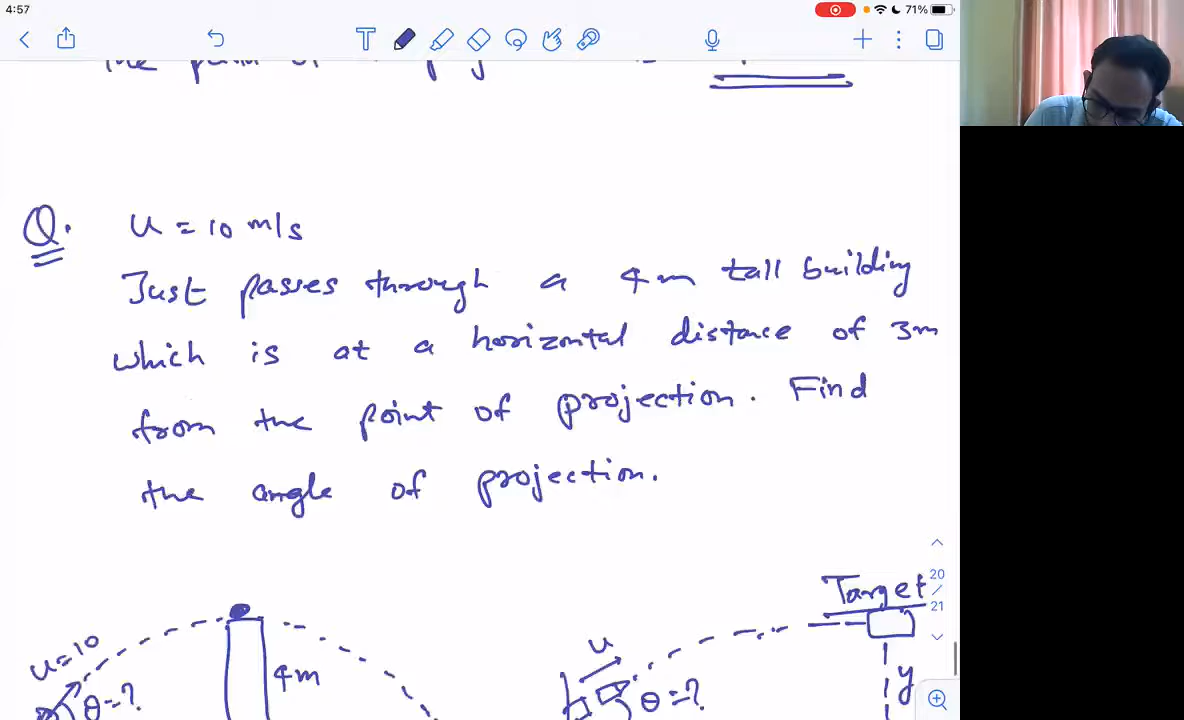 4:57
71%
Q. u = 10 m/s
Just passes through a 4m tall building
which is at a horizontal distance of 3m
from the point of projection. Find
the angle of projection.
20
/
21
Target
u=10
θ=?
4m
u
θ=?
y